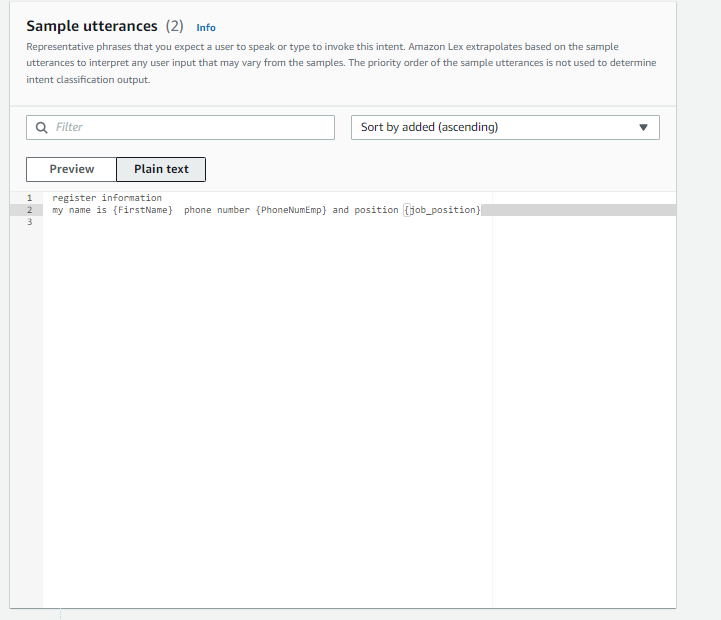 Sample utterances (2) Info
Representative phrases that you expect a user to speak or type to invoke this intent. Amazon Lex extrapolates based on the sample
utterances to interpret any user input that may vary from the samples. The priority order of the sample utterances is not used to determine
intent classification output.
Filter Sort by added (ascending)
Preview Plain text
1 register information
2 my name is {FirstName}  phone number {PhoneNumEmp} and position {job_position}
3